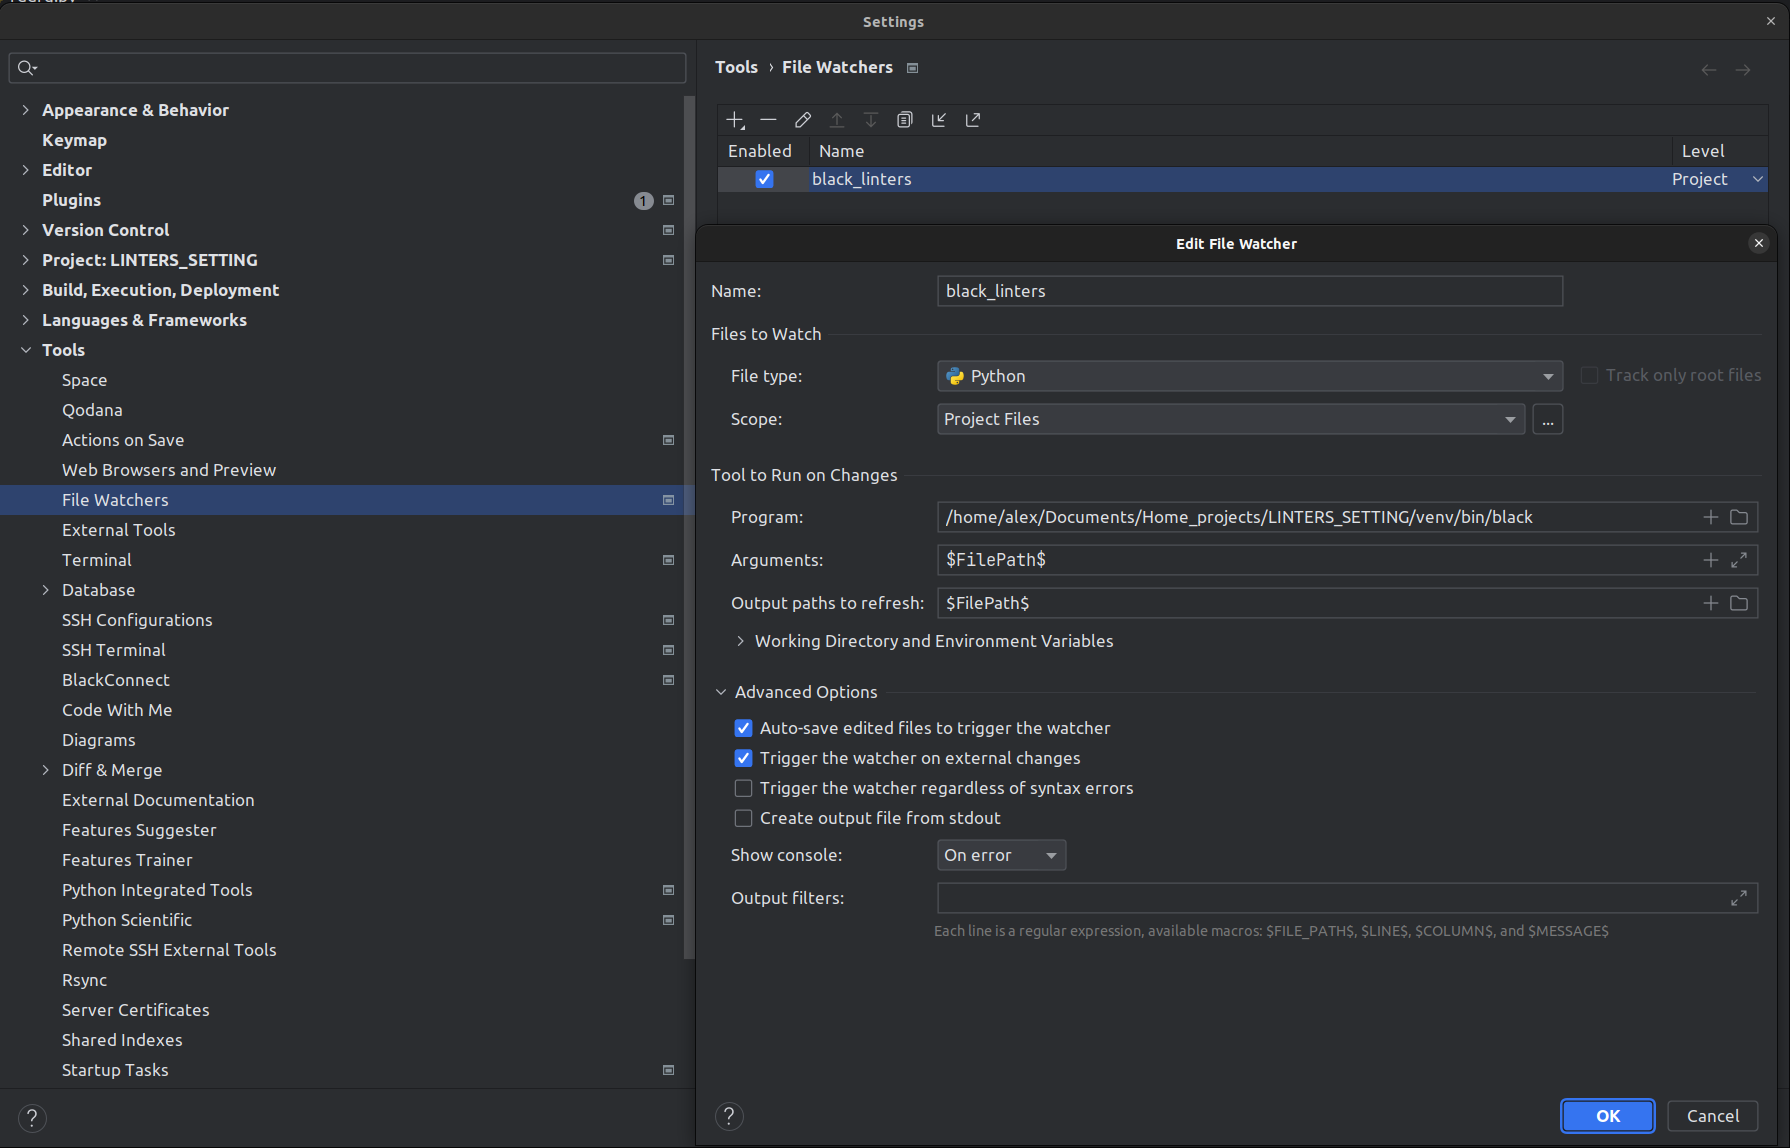 Settings
Appearance & Behavior
Keymap
Editor
Plugins
1
Version Control
Project: LINTERS_SETTING
Build, Execution, Deployment
Languages & Frameworks
Tools
Space
Qodana
Actions on Save
Web Browsers and Preview
File Watchers
External Tools
Terminal
Database
SSH Configurations
SSH Terminal
BlackConnect
Code With Me
Diagrams
Diff & Merge
External Documentation
Features Suggester
Features Trainer
Python Integrated Tools
Python Scientific
Remote SSH External Tools
Rsync
Server Certificates
Shared Indexes
Startup Tasks
?
Tools › File Watchers
Enabled Name Level
black_linters Project
Edit File Watcher
Name: black_linters
Files to Watch
File type: Python Track only root files
Scope: Project Files ...
Tool to Run on Changes
Program: /home/alex/Documents/Home_projects/LINTERS_SETTING/venv/bin/black
Arguments: $FilePath$
Output paths to refresh: $FilePath$
Working Directory and Environment Variables
Advanced Options
Auto-save edited files to trigger the watcher
Trigger the watcher on external changes
Trigger the watcher regardless of syntax errors
Create output file from stdout
Show console: On error
Output filters:
Each line is a regular expression, available macros: $FILE_PATH$, $LINE$, $COLUMN$, and $MESSAGE$
? OK Cancel